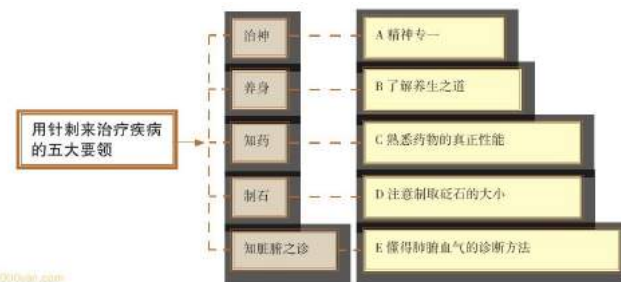 治神
A 精神专一
养身
B 了解养生之道
用针刺来治疗疾病
的五大要领
知药
C 熟悉药物的真正性能
制石
D 注意制取砭石的大小
知脏腑之诊
E 懂得肺腑血气的诊断方法